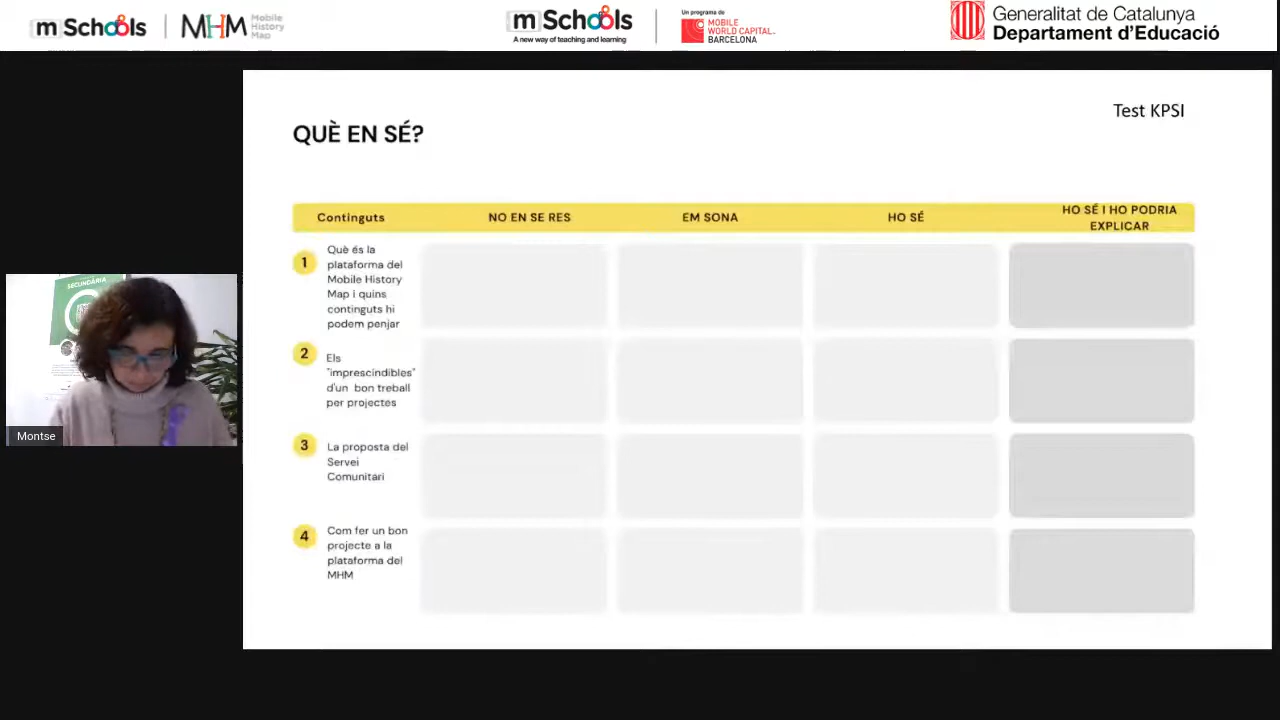 mSchools
MHM
Mobile
History
Map
mSchools
A new way of teaching and learning
Un programa de
MOBILE
WORLD CAPITAL
BARCELONA
Generalitat de Catalunya
Departament d'Educació
Test KPSI
QUÈ EN SÉ?
Continguts
NO EN SE RES
EM SONA
HO SÉ
HO SÉ I HO PODRIA
EXPLICAR
1
Què és la
plataforma del
Mobile History
Map i quins
continguts hi
podem penjar
2
Els
"imprescindibles"
d'un bon treball
per projectes
3
La proposta del
Servei
Comunitari
4
Com fer un bon
projecte a la
plataforma del
MHM
SECUNDÀRIA
Montse